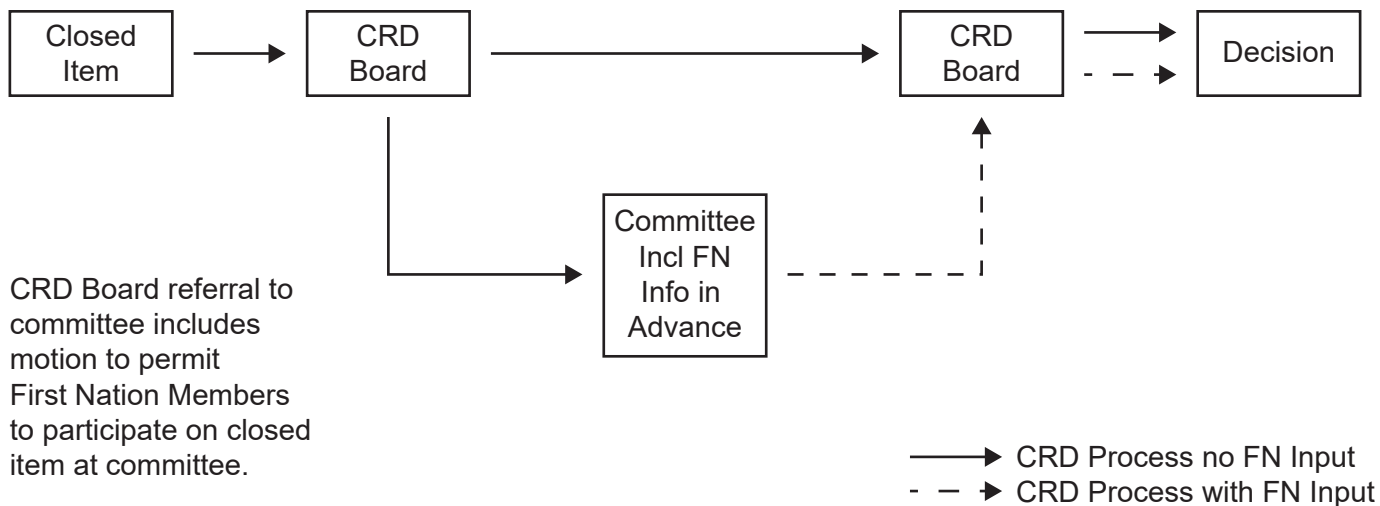 Closed
Item
CRD
Board
CRD
Board
Decision
Committee
Incl FN
Info in
Advance
CRD Board referral to
committee includes
motion to permit
First Nation Members
to participate on closed
item at committee.
CRD Process no FN Input
CRD Process with FN Input